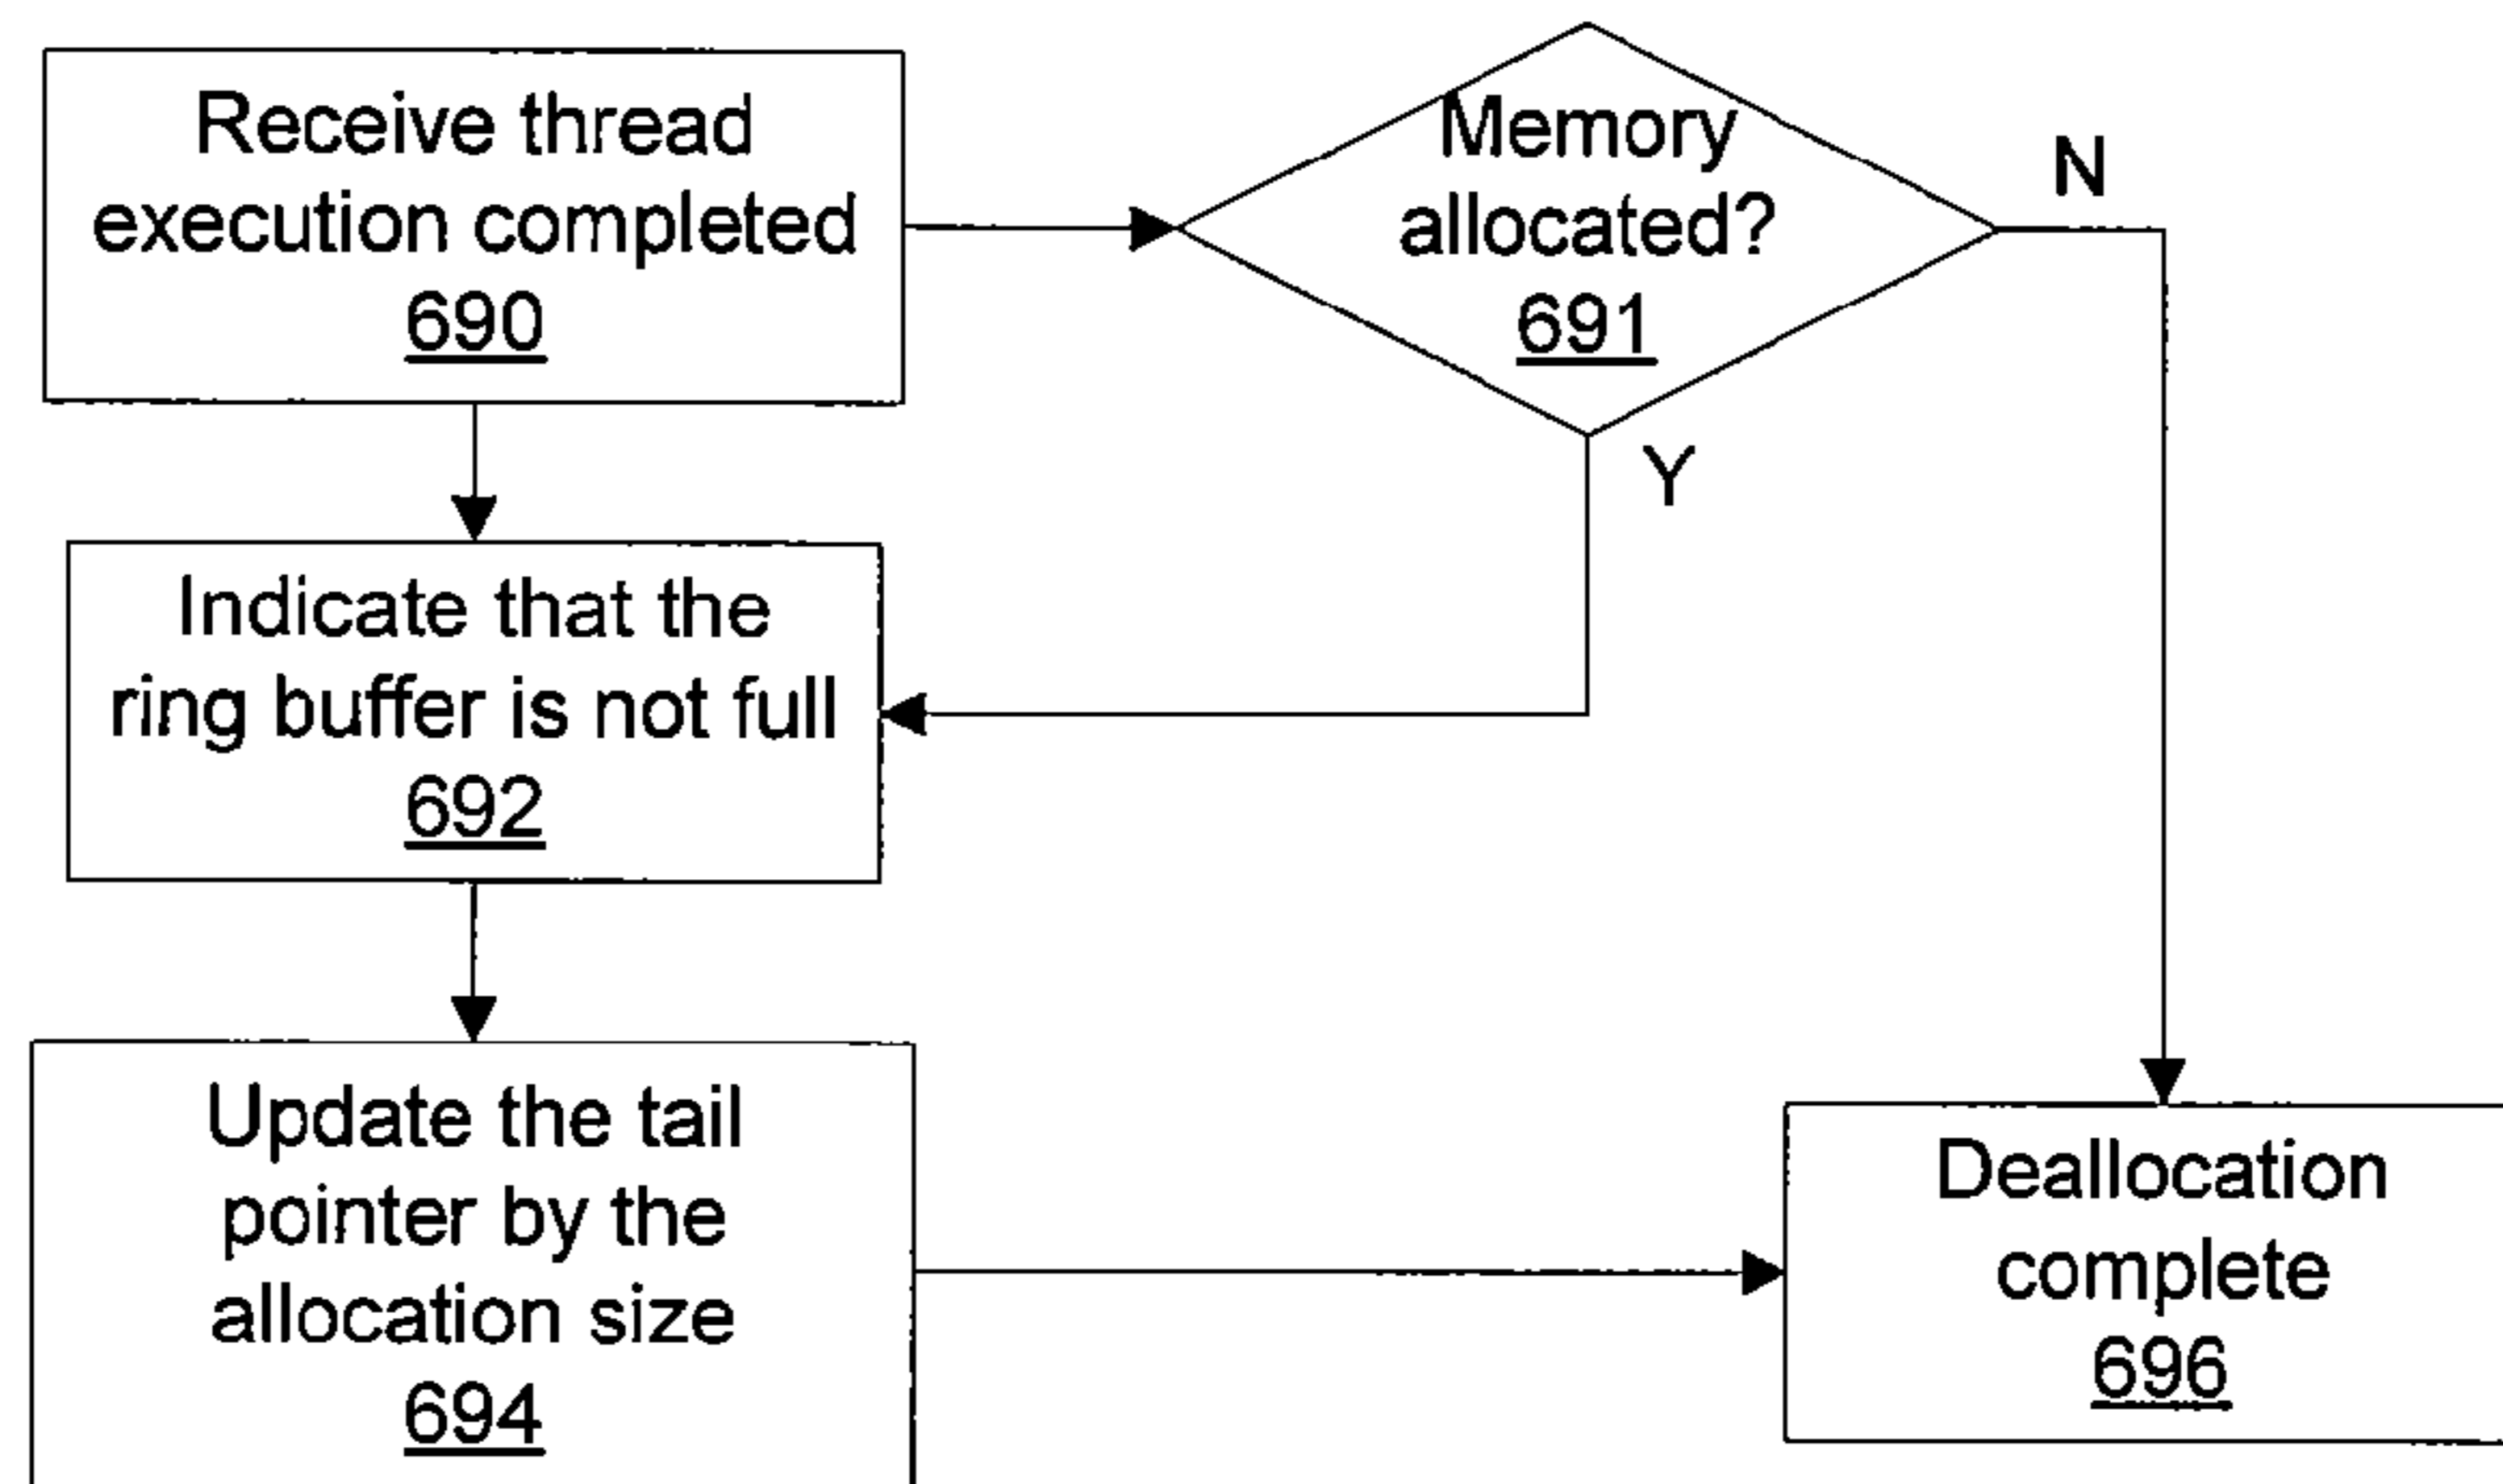 Receive thread
execution completed
690
Memory
allocated?
691
N
Y
Indicate that the
ring buffer is not full
692
Update the tail
pointer by the
allocation size
694
Deallocation
complete
696